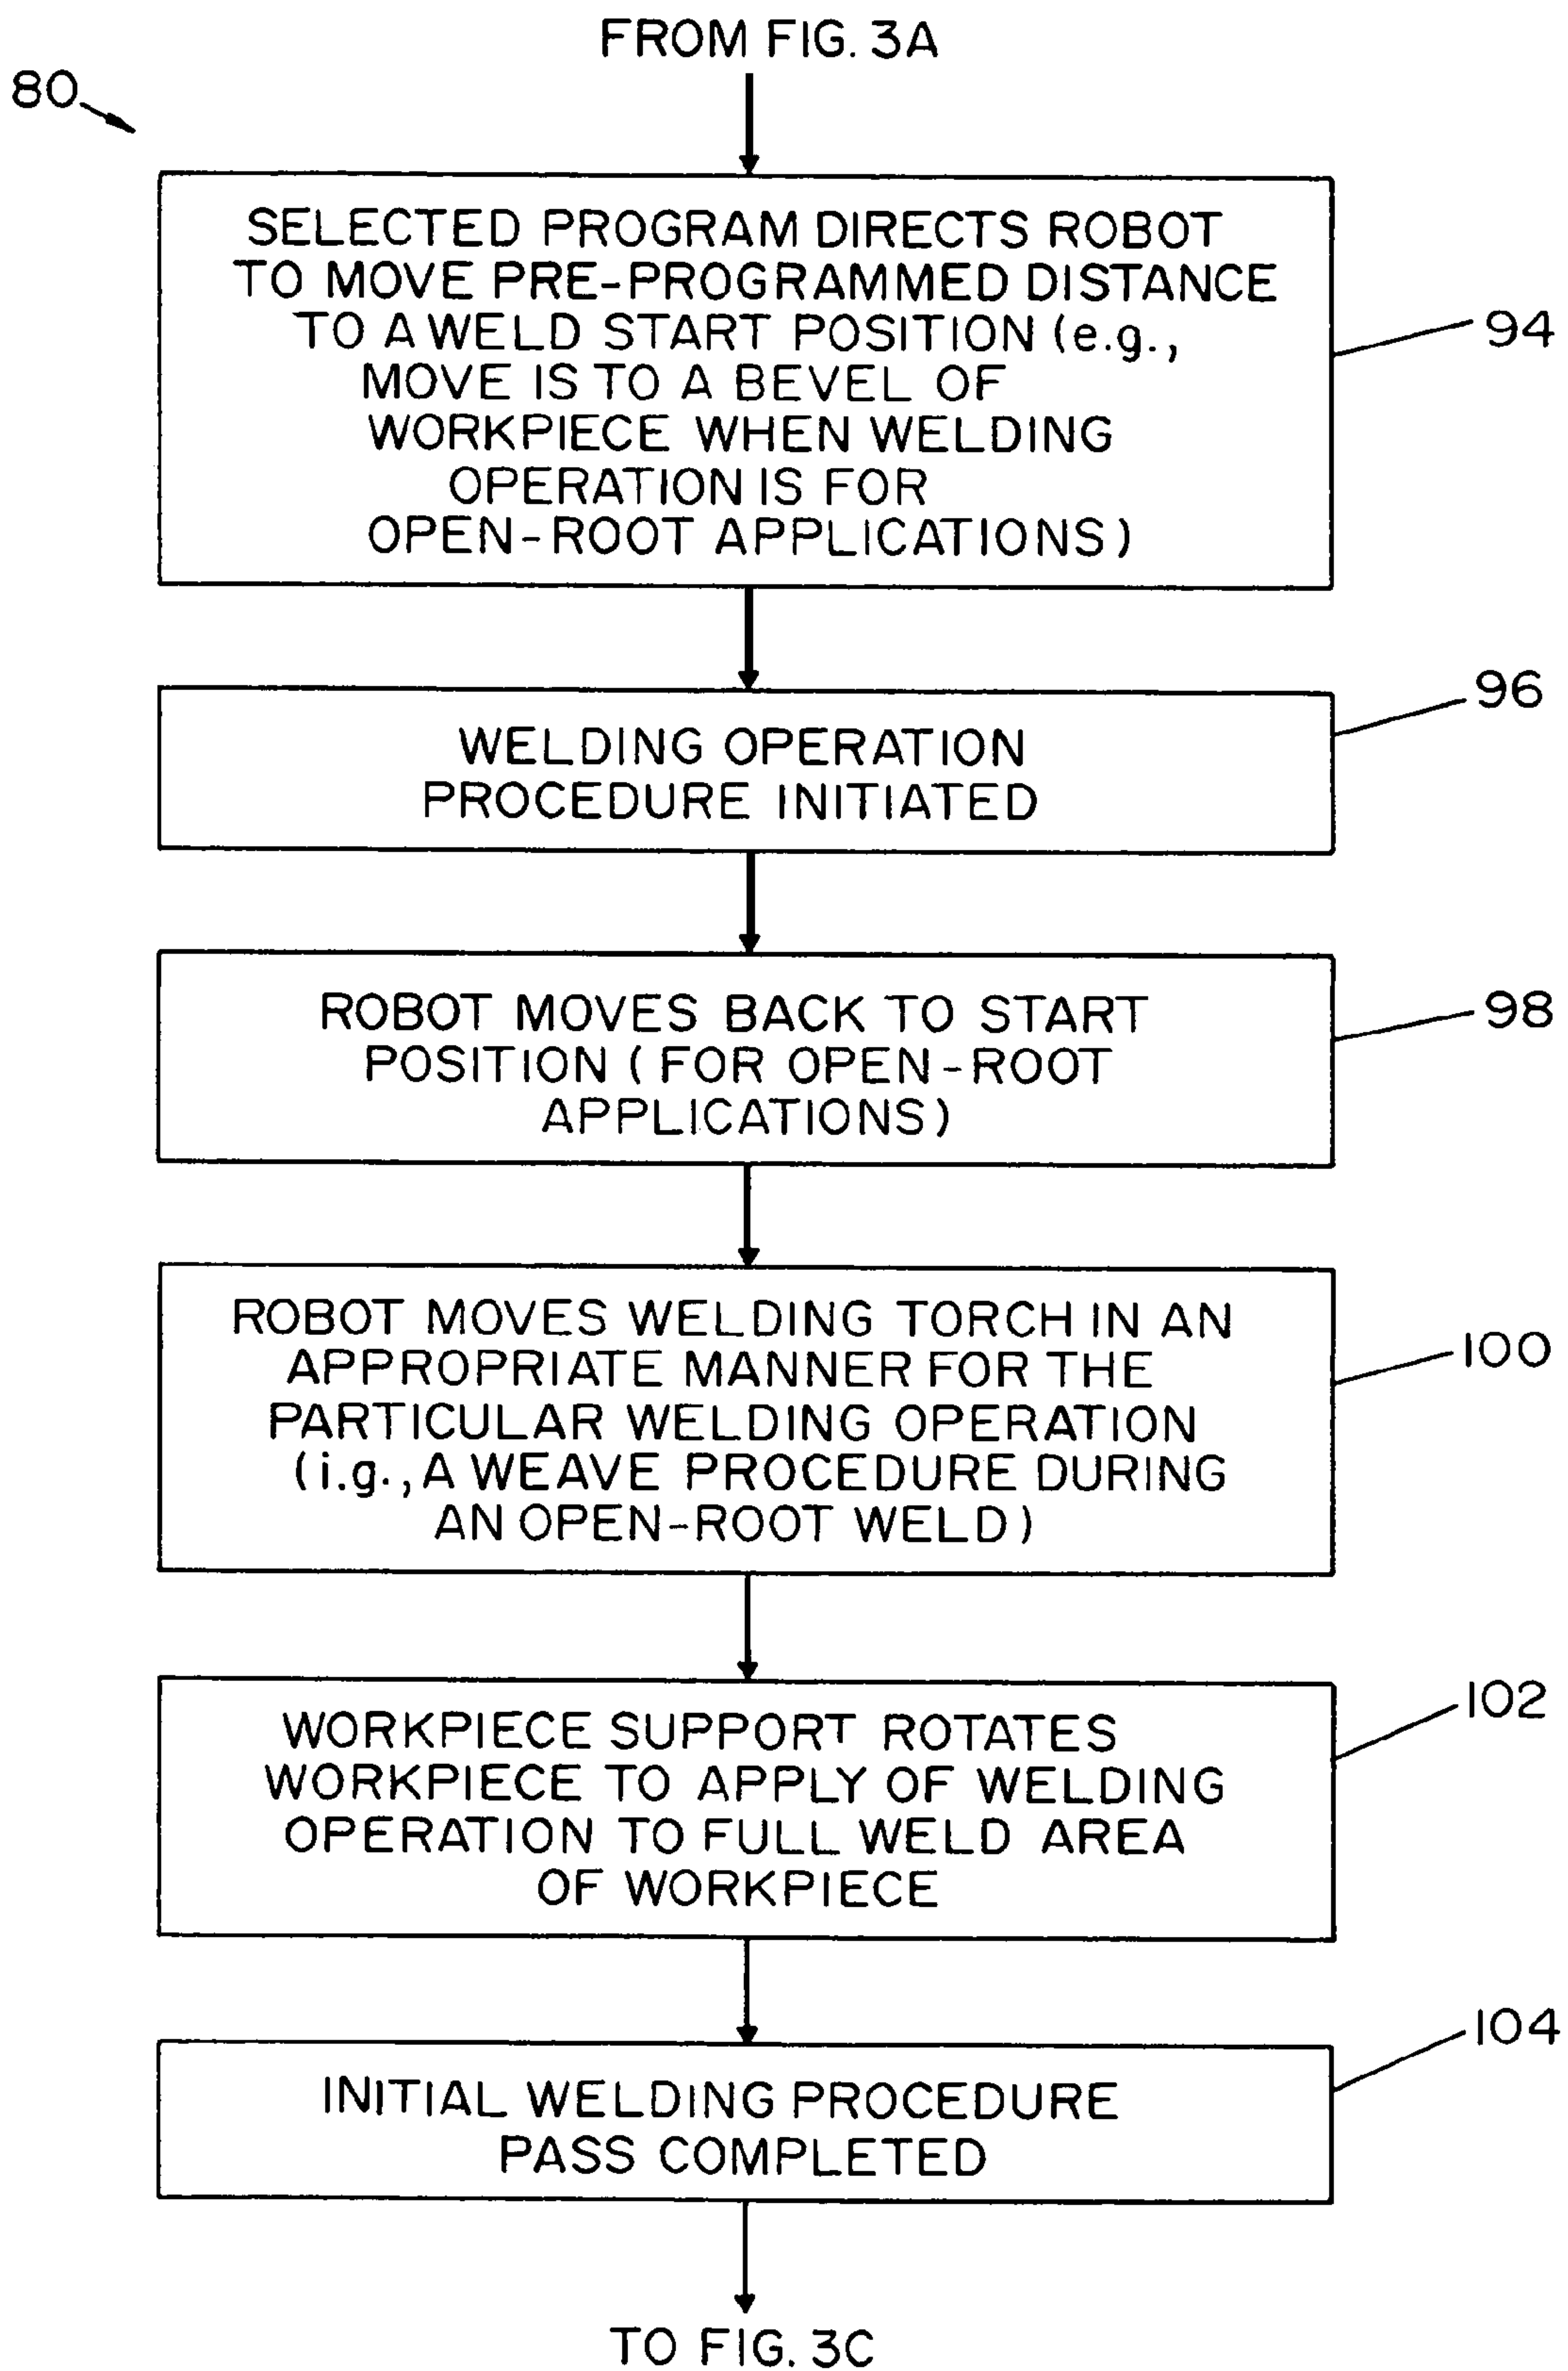 FROM FIG. 3A
80
SELECTED PROGRAM DIRECTS ROBOT
TO MOVE PRE-PROGRAMMED DISTANCE
TO A WELD START POSITION (e.g.,
MOVE IS TO A BEVEL OF
WORKPIECE WHEN WELDING
OPERATION IS FOR
OPEN-ROOT APPLICATIONS)
94
WELDING OPERATION
PROCEDURE INITIATED
96
ROBOT MOVES BACK TO START
POSITION (FOR OPEN-ROOT
APPLICATIONS)
98
ROBOT MOVES WELDING TORCH IN AN
APPROPRIATE MANNER FOR THE
PARTICULAR WELDING OPERATION
(i.g., A WEAVE PROCEDURE DURING
AN OPEN-ROOT WELD)
100
WORKPIECE SUPPORT ROTATES
WORKPIECE TO APPLY OF WELDING
OPERATION TO FULL WELD AREA
OF WORKPIECE
102
INITIAL WELDING PROCEDURE
PASS COMPLETED
104
TO FIG. 3C